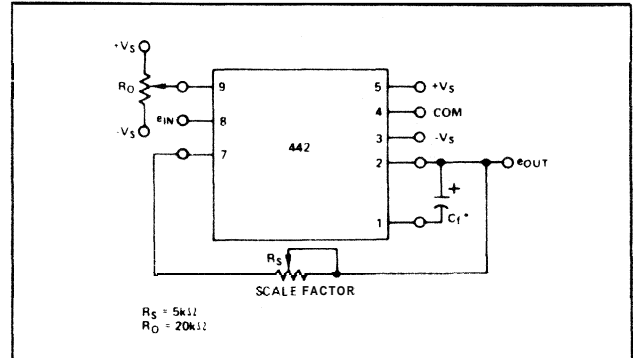 +VS
RO
-VS
9
eIN
8
7
442
5
+VS
4
COM
3
-VS
2
eOUT
+
1
Cf*
RS
SCALE FACTOR
RS = 5kΩ
RO = 20kΩ